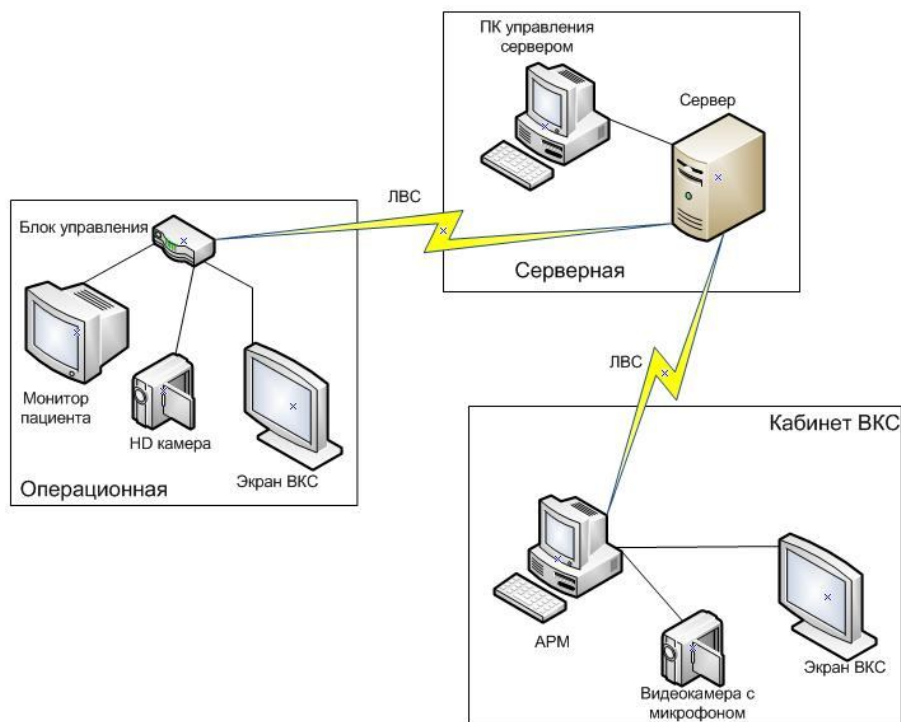 ПК управления
сервером
Сервер
Серверная
ЛВС
Блок управления
Монитор
пациента
HD камера
Экран ВКС
Операционная
ЛВС
Кабинет ВКС
АРМ
Видеокамера с
микрофоном
Экран ВКС